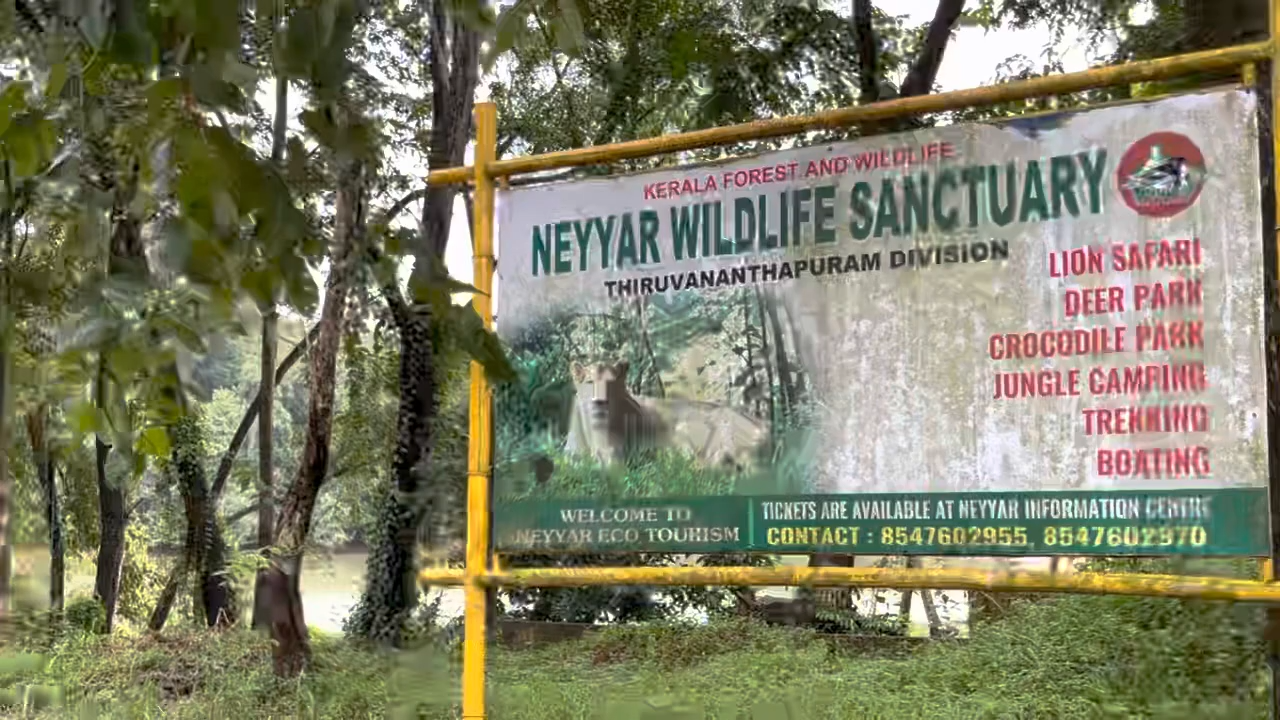 KERALA FOREST AND WILDLIFE
NEYYAR WILDLIFE SANCTUARY
THIRUVANANTHAPURAM DIVISION
LION SAFARI
DEER PARK
CROCODILE PARK
JUNGLE CAMPING
TREKKING
BOATING
WELCOME TO
NEYYAR ECO TOURISM
TICKETS ARE AVAILABLE AT NEYYAR INFORMATION CENTRE
CONTACT : 8547602955, 8547602970